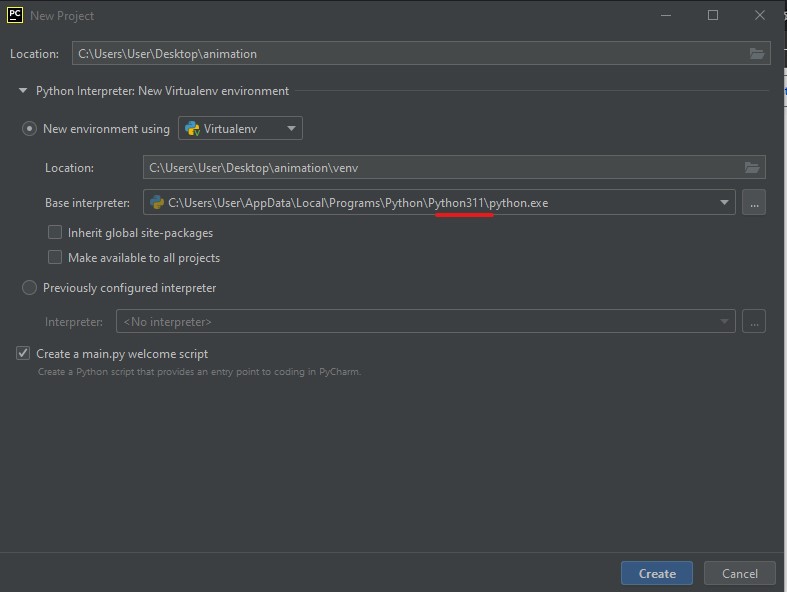 PC New Project
Location: C:\Users\User\Desktop\animation
Python Interpreter: New Virtualenv environment
New environment using Virtualenv
Location: C:\Users\User\Desktop\animation\venv
Base interpreter: C:\Users\User\AppData\Local\Programs\Python\Python311\python.exe ...
Inherit global site-packages
Make available to all projects
Previously configured interpreter
Interpreter: <No interpreter> ...
Create a main.py welcome script
Create a Python script that provides an entry point to coding in PyCharm.
Create Cancel